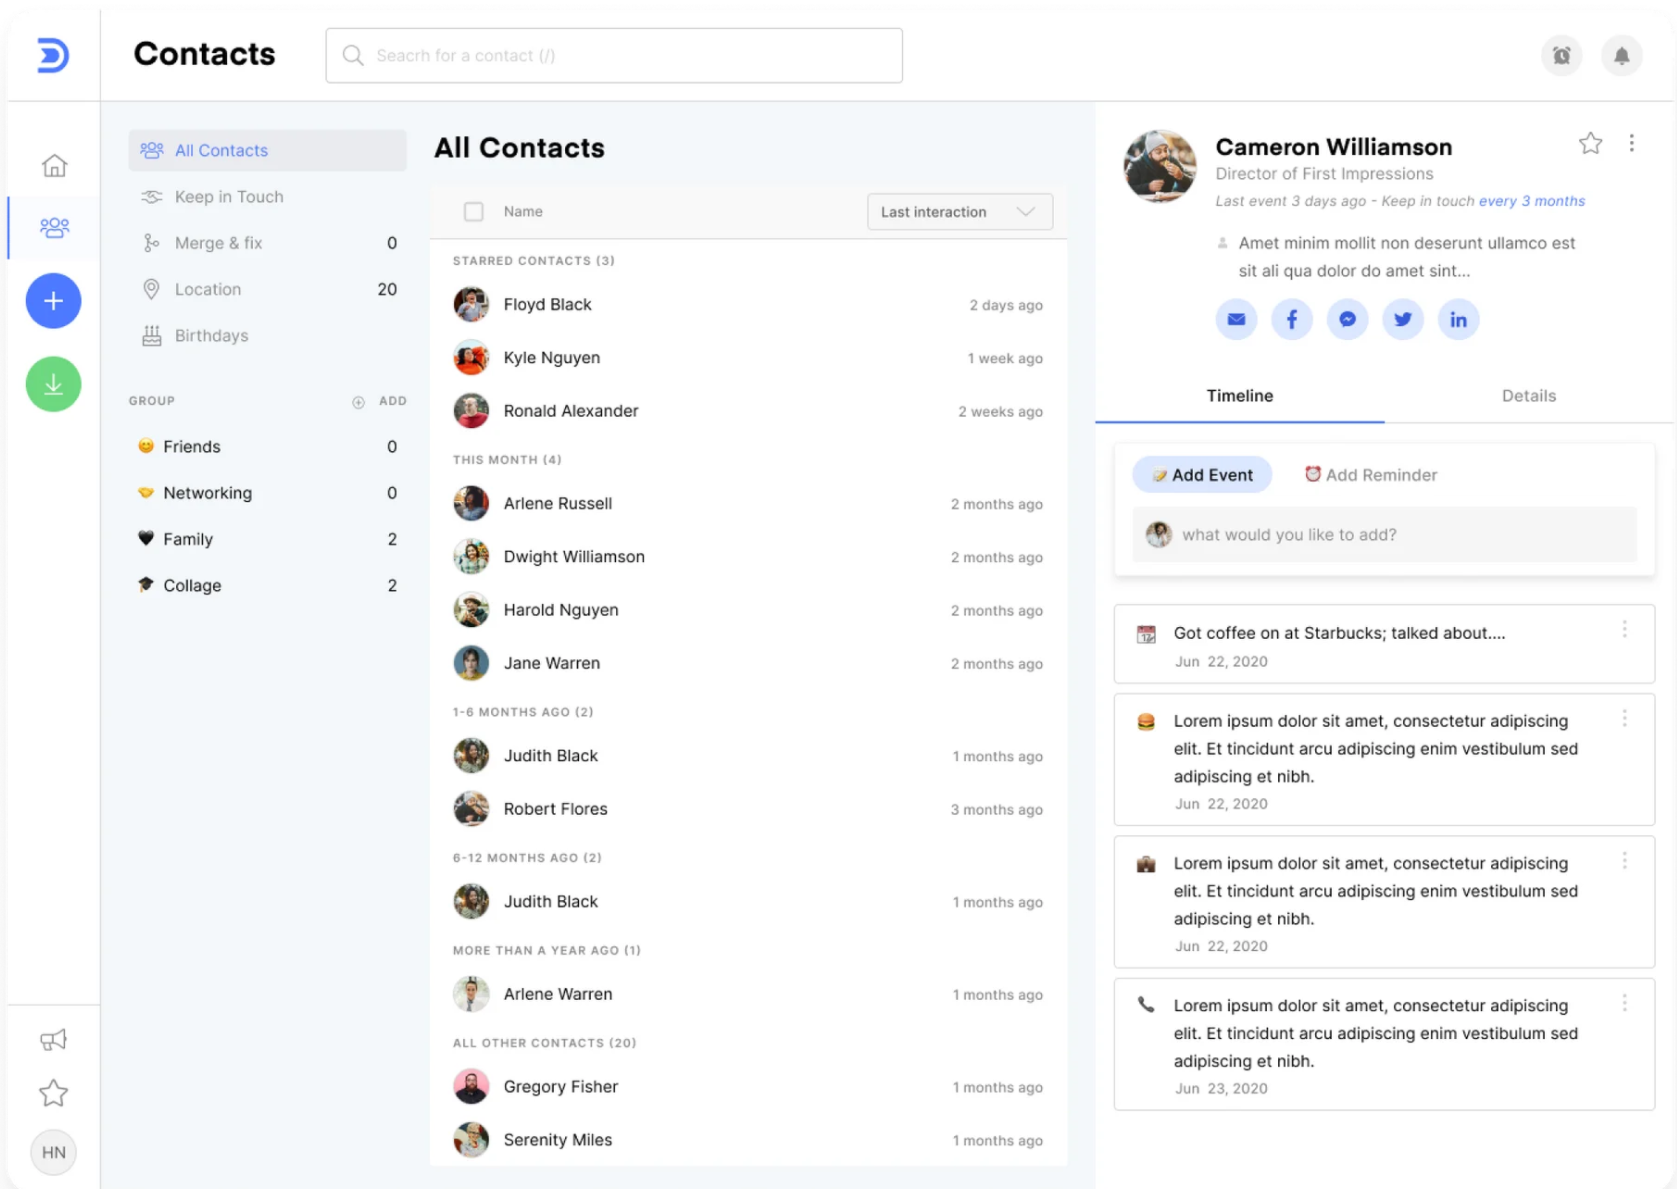 Contacts
Seacrh for a contact (/)
All Contacts
Keep in Touch
Merge & fix 0
Location 20
Birthdays
GROUP ADD
Friends 0
Networking 0
Family 2
Collage 2
HN
All Contacts
Name Last interaction
STARRED CONTACTS (3)
Floyd Black 2 days ago
Kyle Nguyen 1 week ago
Ronald Alexander 2 weeks ago
THIS MONTH (4)
Arlene Russell 2 months ago
Dwight Williamson 2 months ago
Harold Nguyen 2 months ago
Jane Warren 2 months ago
1-6 MONTHS AGO (2)
Judith Black 1 months ago
Robert Flores 3 months ago
6-12 MONTHS AGO (2)
Judith Black 1 months ago
MORE THAN A YEAR AGO (1)
Arlene Warren 1 months ago
ALL OTHER CONTACTS (20)
Gregory Fisher 1 months ago
Serenity Miles 1 months ago
Cameron Williamson
Director of First Impressions
Last event 3 days ago - Keep in touch every 3 months
Amet minim mollit non deserunt ullamco est
sit ali qua dolor do amet sint...
Timeline Details
Add Event Add Reminder
what would you like to add?
Got coffee on at Starbucks; talked about....
Jun 22, 2020
Lorem ipsum dolor sit amet, consectetur adipiscing
elit. Et tincidunt arcu adipiscing enim vestibulum sed
adipiscing et nibh.
Jun 22, 2020
Lorem ipsum dolor sit amet, consectetur adipiscing
elit. Et tincidunt arcu adipiscing enim vestibulum sed
adipiscing et nibh.
Jun 22, 2020
Lorem ipsum dolor sit amet, consectetur adipiscing
elit. Et tincidunt arcu adipiscing enim vestibulum sed
adipiscing et nibh.
Jun 23, 2020